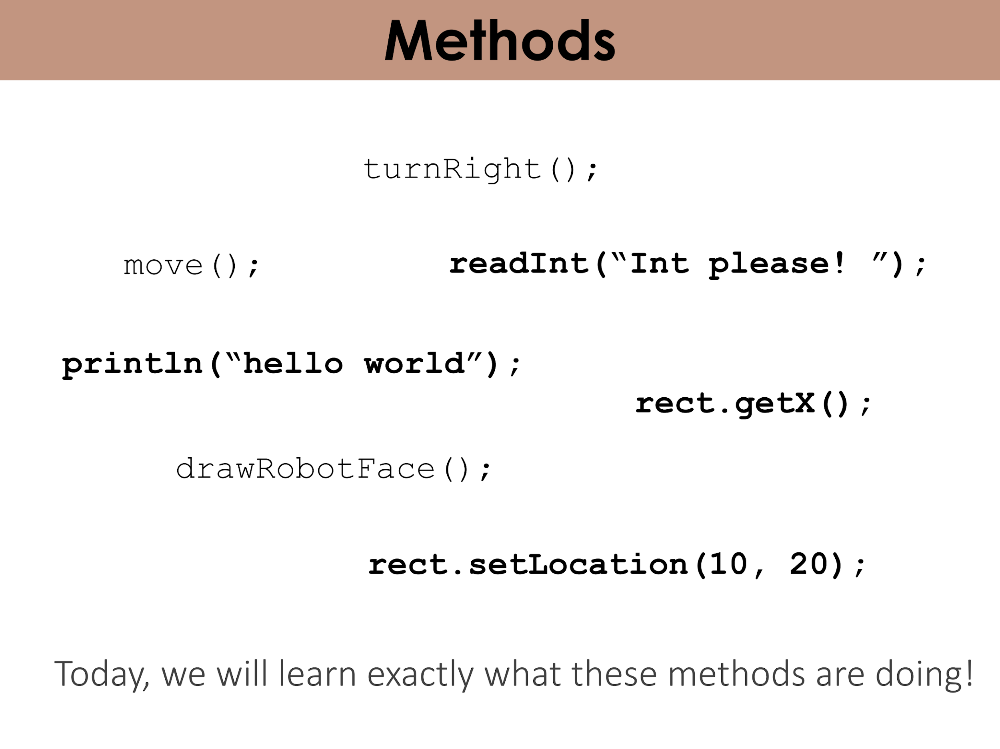 Methods
turnRight();
move();
readInt(“Int please! ”);
println(“hello world”);
rect.getX();
drawRobotFace();
rect.setLocation(10, 20);
Today, we will learn exactly what these methods are doing!